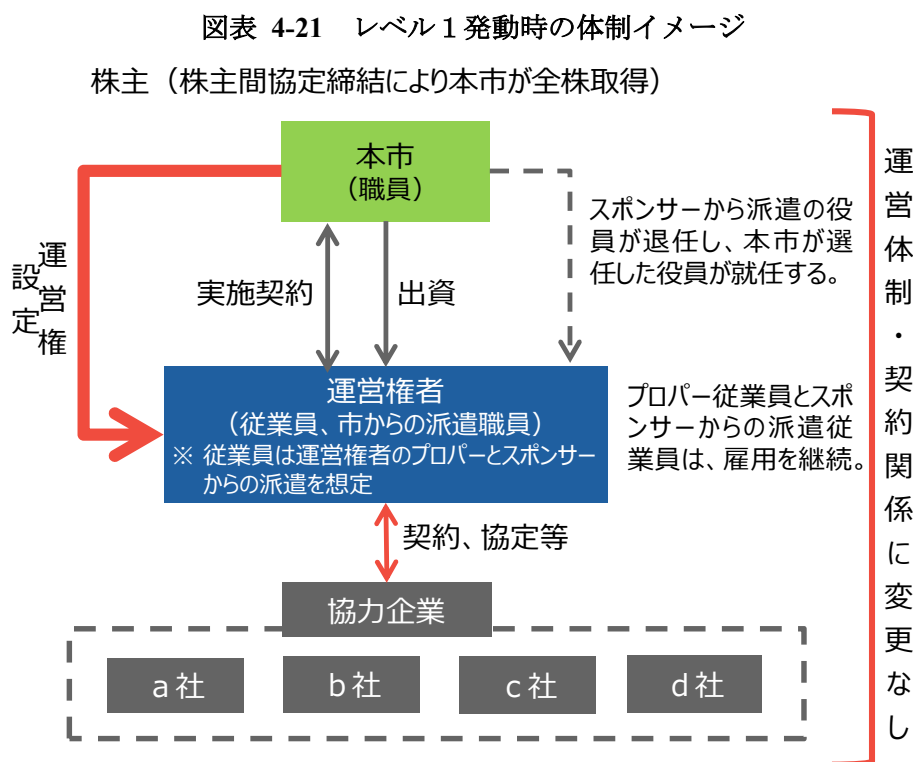 図表 4-21 レベル１発動時の体制イメージ
株主（株主間協定締結により本市が全株取得）
本市
（職員）
スポンサーから派遣の役
員が退任し、本市が選
任した役員が就任する。
運営権
設定
実施契約
出資
運営権者
（従業員、市からの派遣職員）
※ 従業員は運営権者のプロパーとスポンサー
からの派遣を想定
プロパー従業員とスポ
ンサーからの派遣従
業員は、雇用を継続。
契約、協定等
協力企業
ａ社
ｂ社
ｃ社
ｄ社
運営体制・契約関係に変更なし